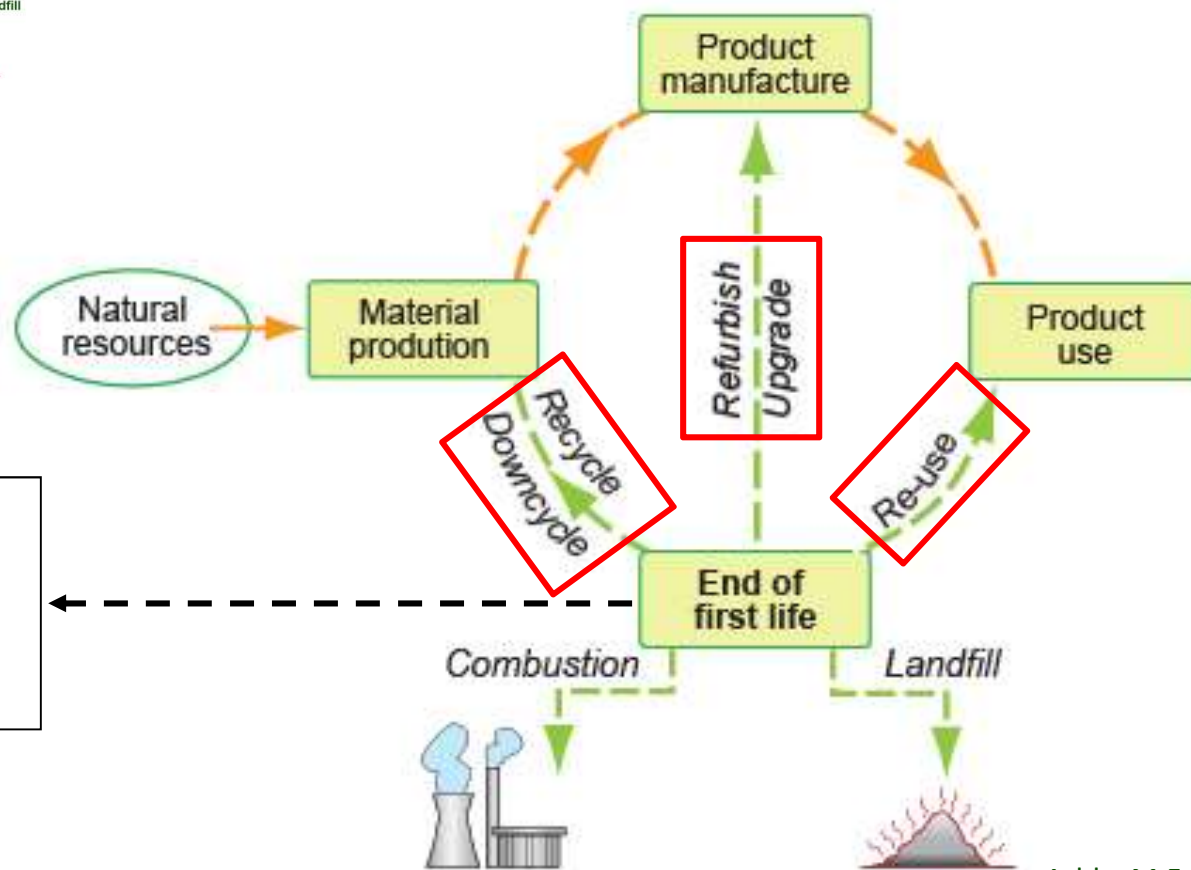 Product
manufacture
Natural
resources
Material
prodution
Refurbish
Upgrade
Product
use
Recycle
Downcycle
Re-use
End of
first life
Combustion
Landfill